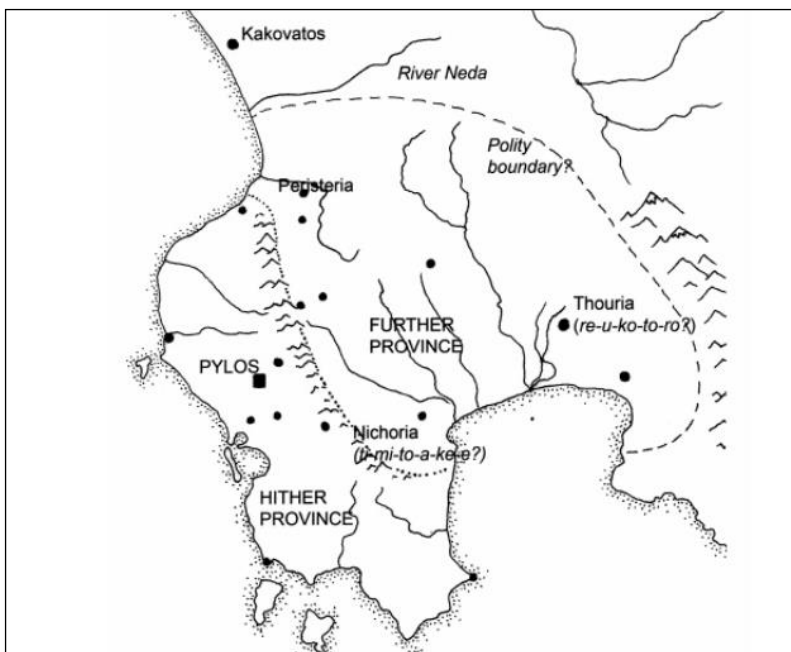 Kakovatos
River Neda
Polity
boundary?
Peristeria
Thouria
(re-u-ko-to-ro?)
FURTHER
PROVINCE
PYLOS
Nichoria
(ti-mi-to-a-ke-e?)
HITHER
PROVINCE